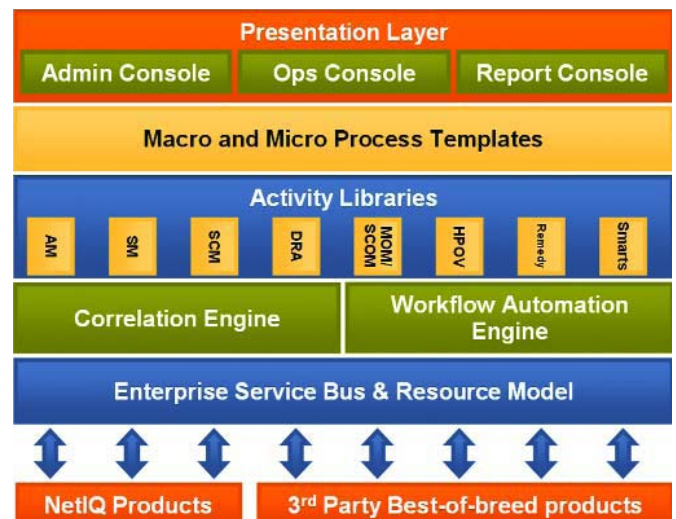 Presentation Layer
Admin Console
Ops Console
Report Console
Macro and Micro Process Templates
Activity Libraries
AM
SM
SCM
DRA
MOM/
SCOM
HPOV
Remedy
Smarts
Correlation Engine
Workflow Automation
Engine
Enterprise Service Bus & Resource Model
NetIQ Products
3rd Party Best-of-breed products